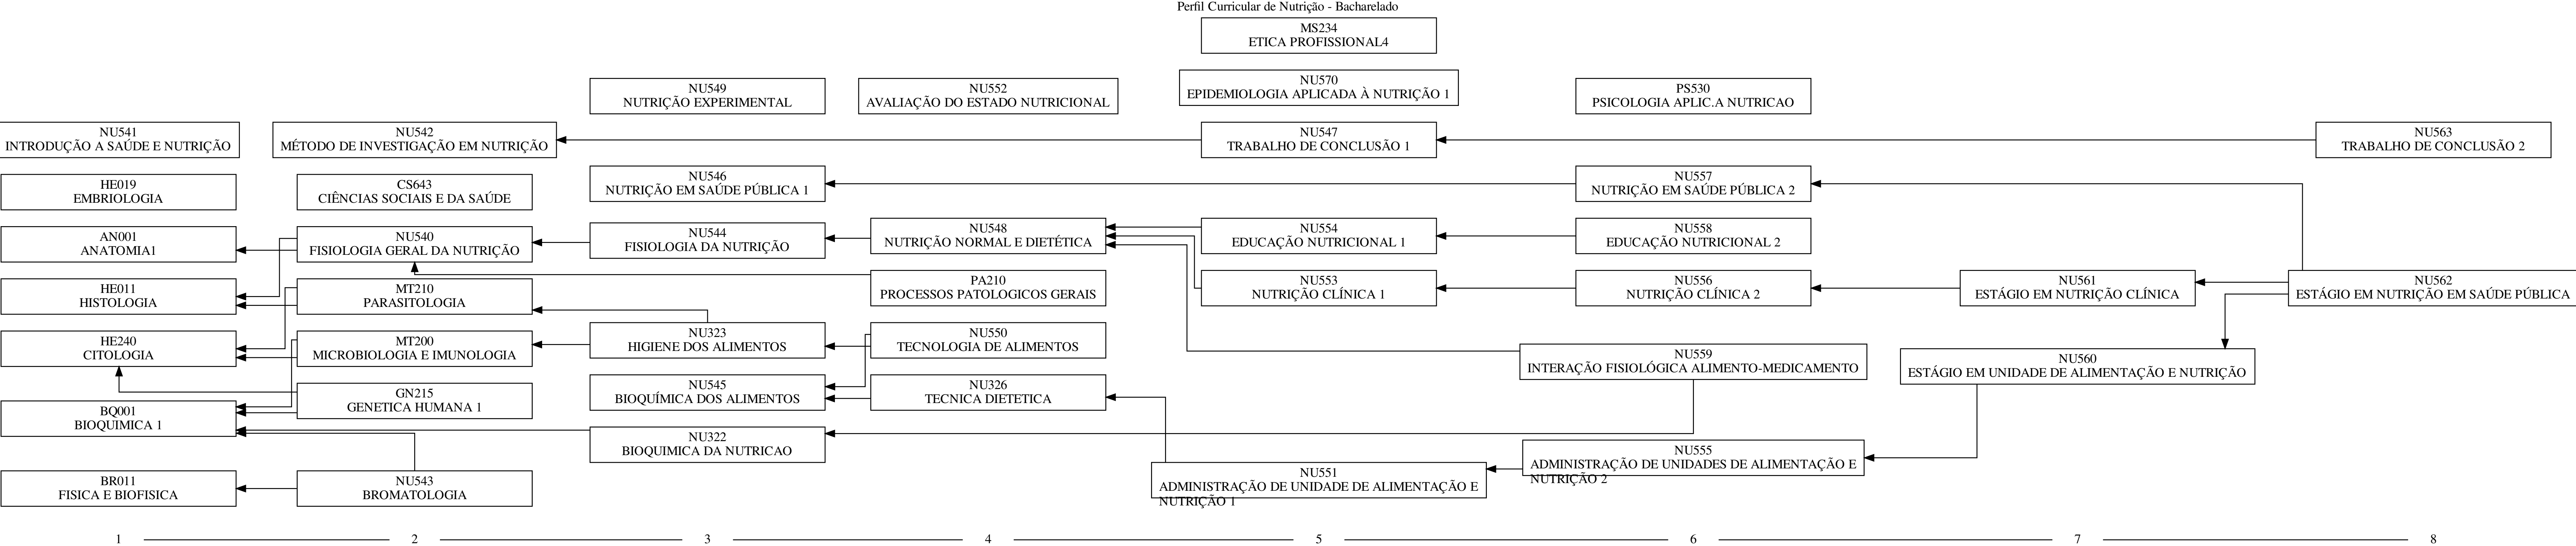 Perfil Curricular de Nutrição - Bacharelado
MS234
ETICA PROFISSIONAL4
NU549
NUTRIÇÃO EXPERIMENTAL
NU552
AVALIAÇÃO DO ESTADO NUTRICIONAL
NU570
EPIDEMIOLOGIA APLICADA À NUTRIÇÃO 1
PS530
PSICOLOGIA APLIC.A NUTRICAO
NU541
INTRODUÇÃO A SAÚDE E NUTRIÇÃO
NU542
MÉTODO DE INVESTIGAÇÃO EM NUTRIÇÃO
NU547
TRABALHO DE CONCLUSÃO 1
NU563
TRABALHO DE CONCLUSÃO 2
HE019
EMBRIOLOGIA
CS643
CIÊNCIAS SOCIAIS E DA SAÚDE
NU546
NUTRIÇÃO EM SAÚDE PÚBLICA 1
NU557
NUTRIÇÃO EM SAÚDE PÚBLICA 2
AN001
ANATOMIA1
NU540
FISIOLOGIA GERAL DA NUTRIÇÃO
NU544
FISIOLOGIA DA NUTRIÇÃO
NU548
NUTRIÇÃO NORMAL E DIETÉTICA
NU554
EDUCAÇÃO NUTRICIONAL 1
NU558
EDUCAÇÃO NUTRICIONAL 2
HE011
HISTOLOGIA
MT210
PARASITOLOGIA
PA210
PROCESSOS PATOLOGICOS GERAIS
NU553
NUTRIÇÃO CLÍNICA 1
NU556
NUTRIÇÃO CLÍNICA 2
NU561
ESTÁGIO EM NUTRIÇÃO CLÍNICA
NU562
ESTÁGIO EM NUTRIÇÃO EM SAÚDE PÚBLICA
HE240
CITOLOGIA
MT200
MICROBIOLOGIA E IMUNOLOGIA
NU323
HIGIENE DOS ALIMENTOS
NU550
TECNOLOGIA DE ALIMENTOS
NU559
INTERAÇÃO FISIOLÓGICA ALIMENTO-MEDICAMENTO
NU560
ESTÁGIO EM UNIDADE DE ALIMENTAÇÃO E NUTRIÇÃO
BQ001
BIOQUIMICA 1
GN215
GENETICA HUMANA 1
NU545
BIOQUÍMICA DOS ALIMENTOS
NU326
TECNICA DIETETICA
NU322
BIOQUIMICA DA NUTRICAO
NU555
ADMINISTRAÇÃO DE UNIDADES DE ALIMENTAÇÃO E
NUTRIÇÃO 2
BR011
FISICA E BIOFISICA
NU543
BROMATOLOGIA
NU551
ADMINISTRAÇÃO DE UNIDADE DE ALIMENTAÇÃO E
NUTRIÇÃO 1
1 2 3 4 5 6 7 8